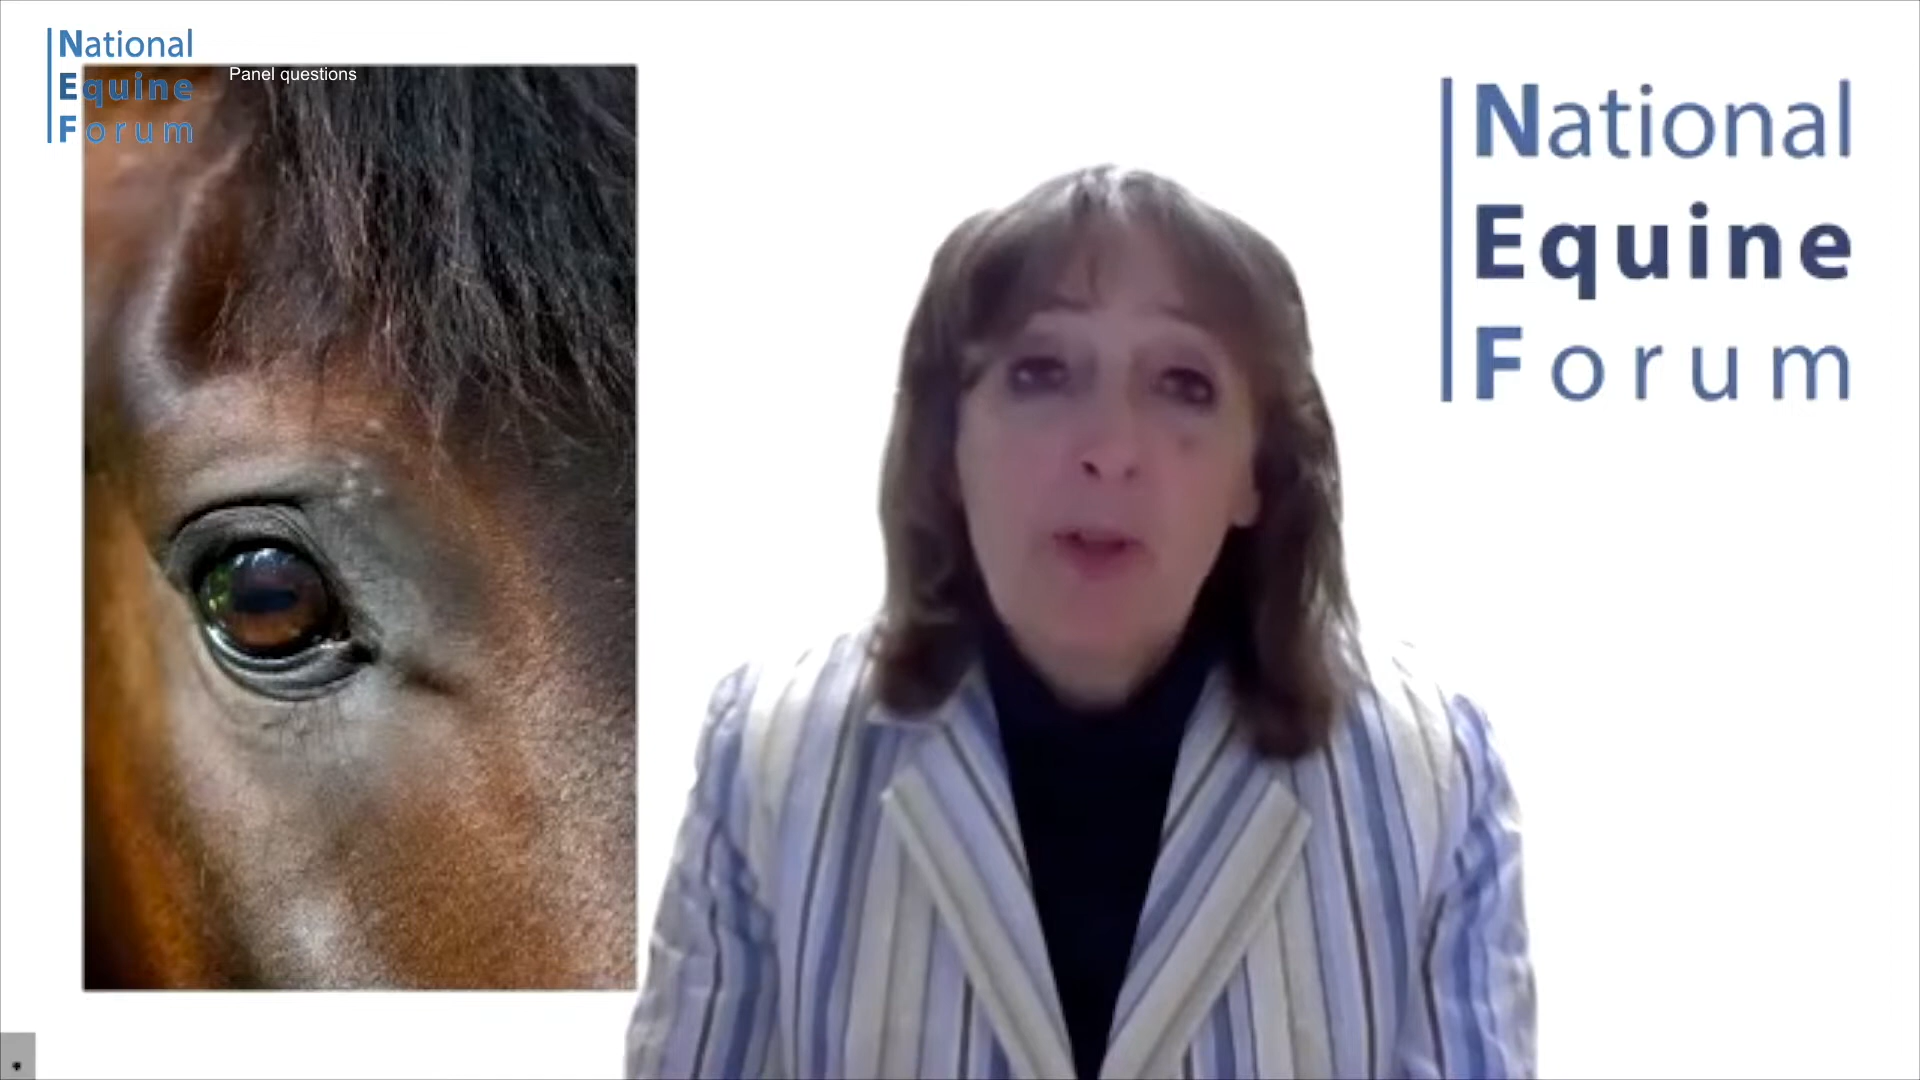 National
Equine
Forum
Panel questions
National
Equine
Forum